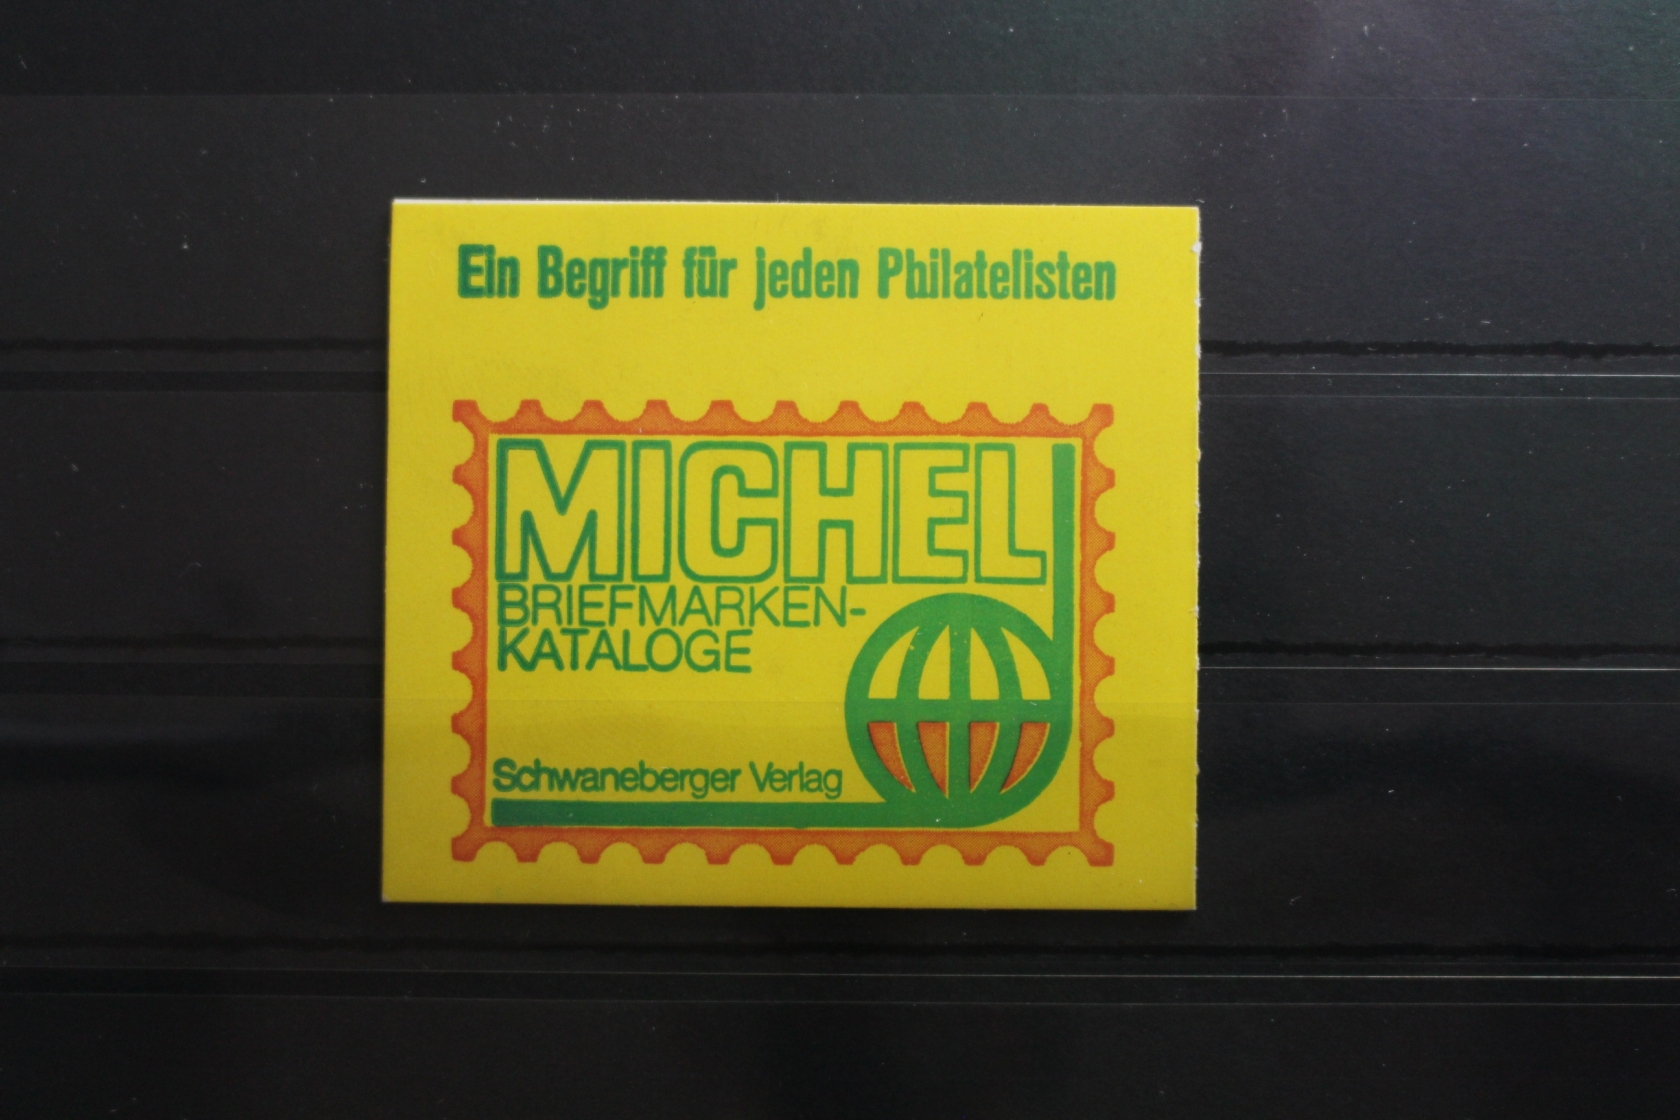 Ein Begriff für jeden Philatelisten
MICHEL
BRIEFMARKEN-
KATALOGE
Schwaneberger Verlag